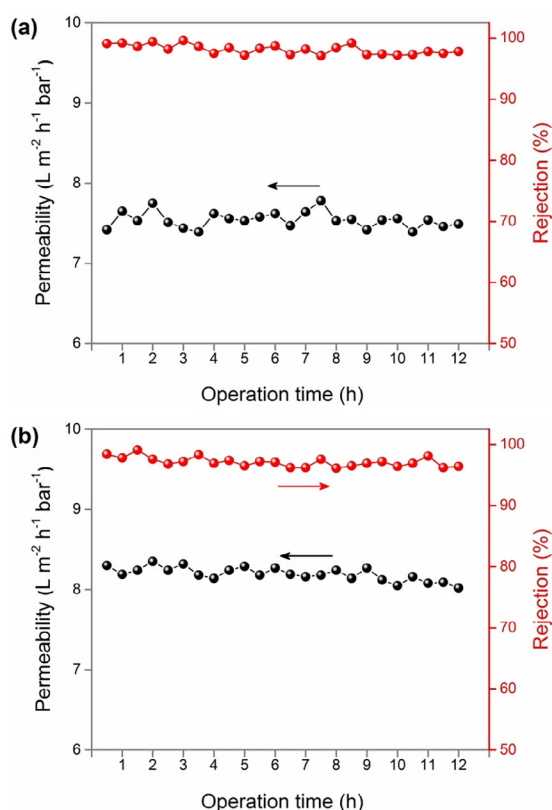 (a)
Permeability (L m⁻² h⁻¹ bar⁻¹)
10
9
8
7
6
100
90
80
70
60
50
Rejection (%)
1 2 3 4 5 6 7 8 9 10 11 12
Operation time (h)
(b)
Permeability (L m⁻² h⁻¹ bar⁻¹)
10
9
8
7
6
100
90
80
70
60
50
Rejection (%)
1 2 3 4 5 6 7 8 9 10 11 12
Operation time (h)